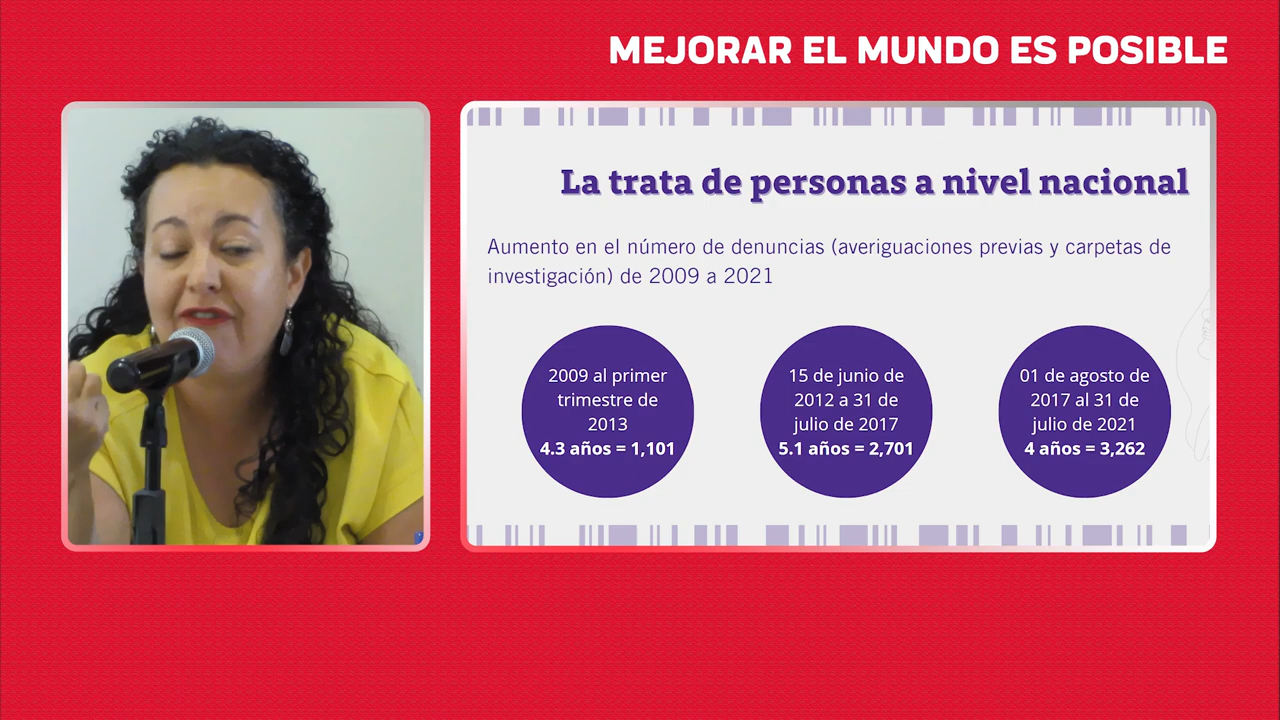 MEJORAR EL MUNDO ES POSIBLE
La trata de personas a nivel nacional
Aumento en el número de denuncias (averiguaciones previas y carpetas de
investigación) de 2009 a 2021
2009 al primer
trimestre de
2013
4.3 años = 1,101
15 de junio de
2012 a 31 de
julio de 2017
5.1 años = 2,701
01 de agosto de
2017 al 31 de
julio de 2021
4 años = 3,262